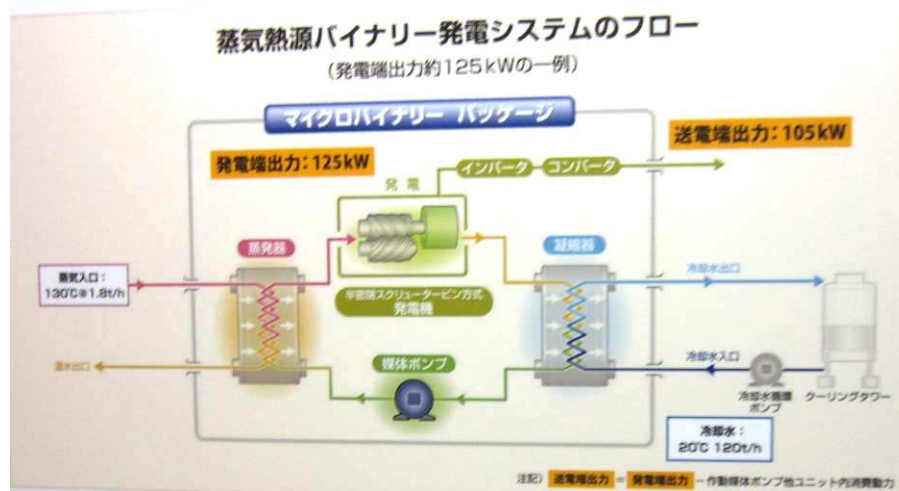 蒸気熱源バイナリー発電システムのフロー
(発電端出力約125kWの一例)
マイクロバイナリー パッケージ
発電端出力:125kW
送電端出力:105kW
インバータ
コンバータ
発電
蒸発器
凝縮器
蒸気入口:
130℃※1.8t/h
半密閉スクリュータービン方式
発電機
冷却水出口
温水出口
媒体ポンプ
冷却水入口
冷却水循環
ポンプ
クーリングタワー
冷却水:
20℃ 120t/h
注記) 送電端出力 = 発電端出力 − 作動媒体ポンプ他ユニット内消費動力